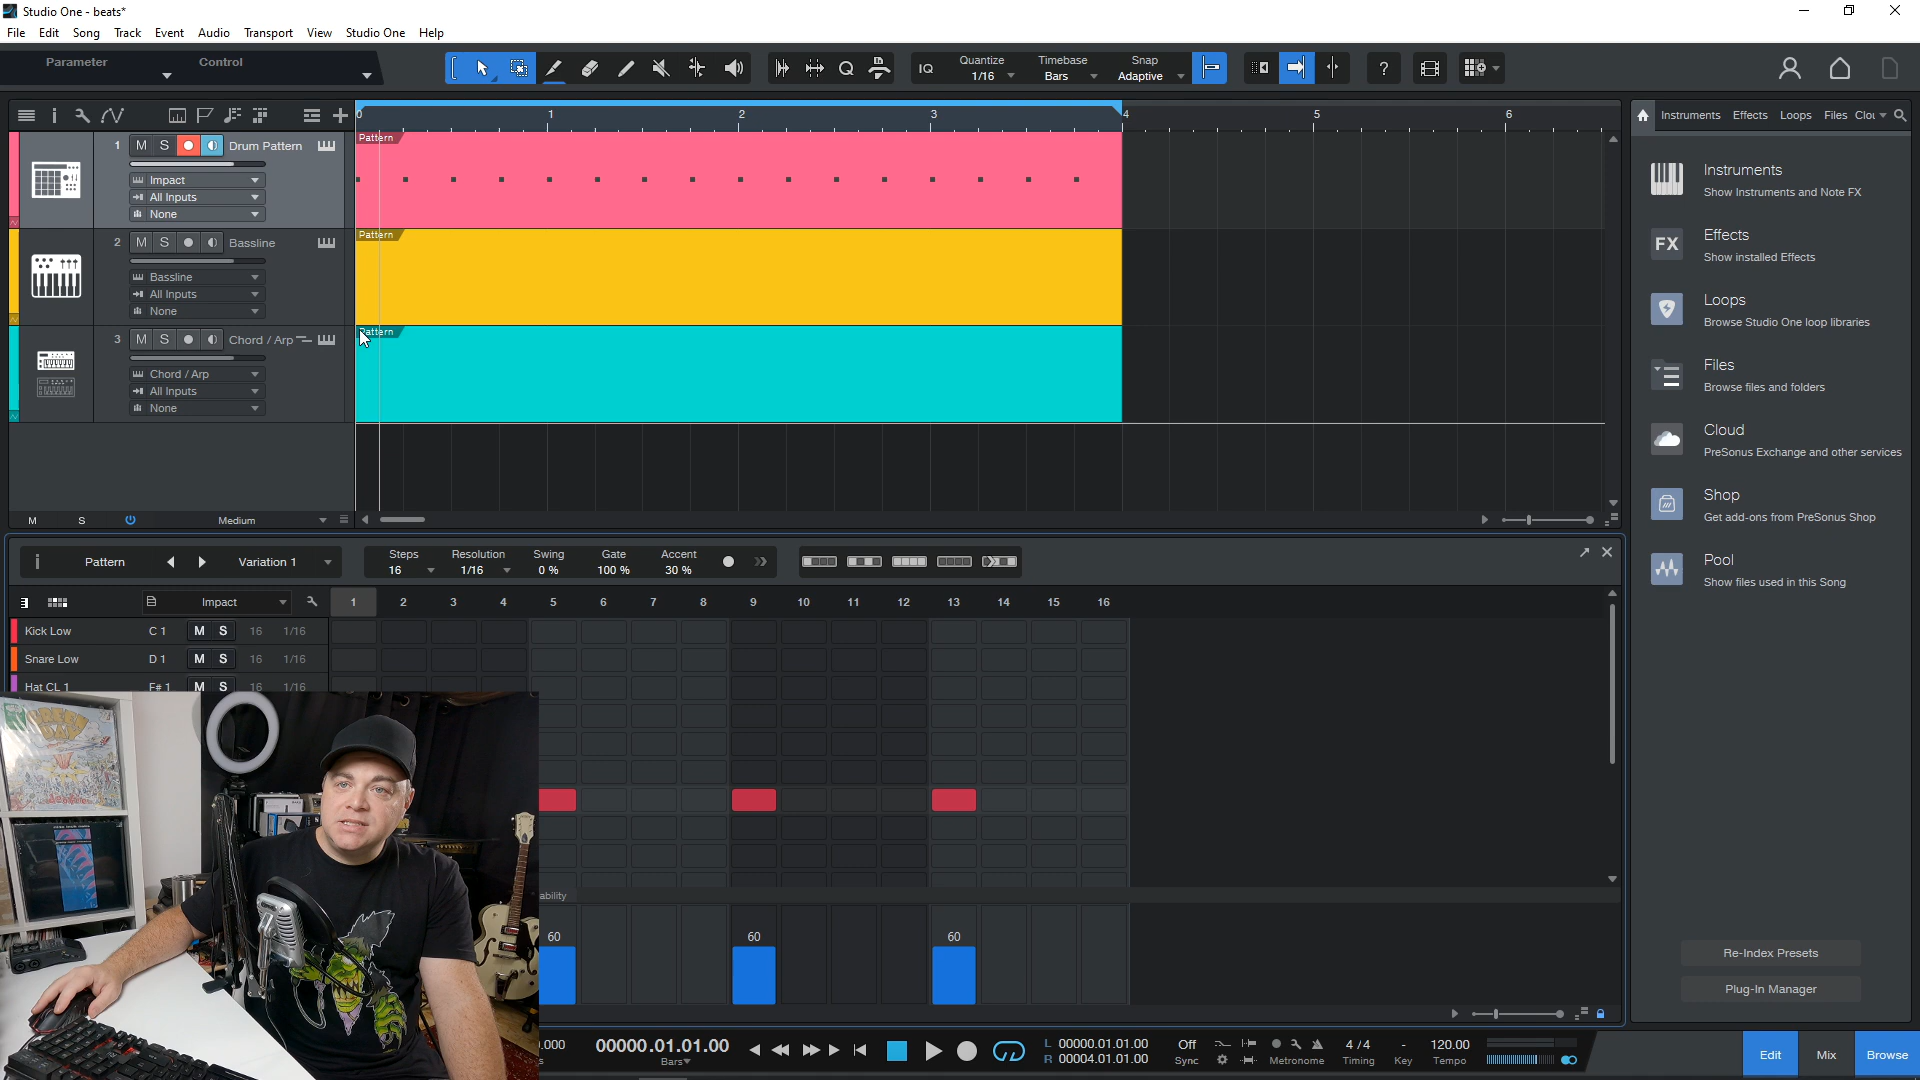 Studio One - beats*
File Edit Song Track Event Audio Transport View Studio One Help
Parameter Control
IQ Quantize 1/16 Timebase Bars Snap Adaptive ?
0 1 2 3 4 5 6
1 M S Drum Pattern
Impact
All Inputs
None
Pattern
2 M S Bassline
Bassline
All Inputs
None
Pattern
3 M S Chord / Arp
Chord / Arp
All Inputs
None
Pattern
M S Medium
Instruments Effects Loops Files Clou
Instruments
Show Instruments and Note FX
FX
Effects
Show installed Effects
Loops
Browse Studio One loop libraries
Files
Browse files and folders
Cloud
PreSonus Exchange and other services
Shop
Get add-ons from PreSonus Shop
Pool
Show files used in this Song
Re-Index Presets
Plug-In Manager
Pattern Variation 1
Steps 16 Resolution 1/16 Swing 0 % Gate 100 % Accent 30 %
Impact 1 2 3 4 5 6 7 8 9 10 11 12 13 14 15 16
Kick Low C 1 M S 16 1/16
Snare Low D 1 M S 16 1/16
Hat CL 1 F# 1 M S 16 1/16
ability
60 60 60
.000
00000.01.01.00
Bars
L 00000.01.01.00
R 00004.01.01.00
Off
Sync
Metronome
4 / 4
Timing
-
Key
120.00
Tempo
Edit Mix Browse